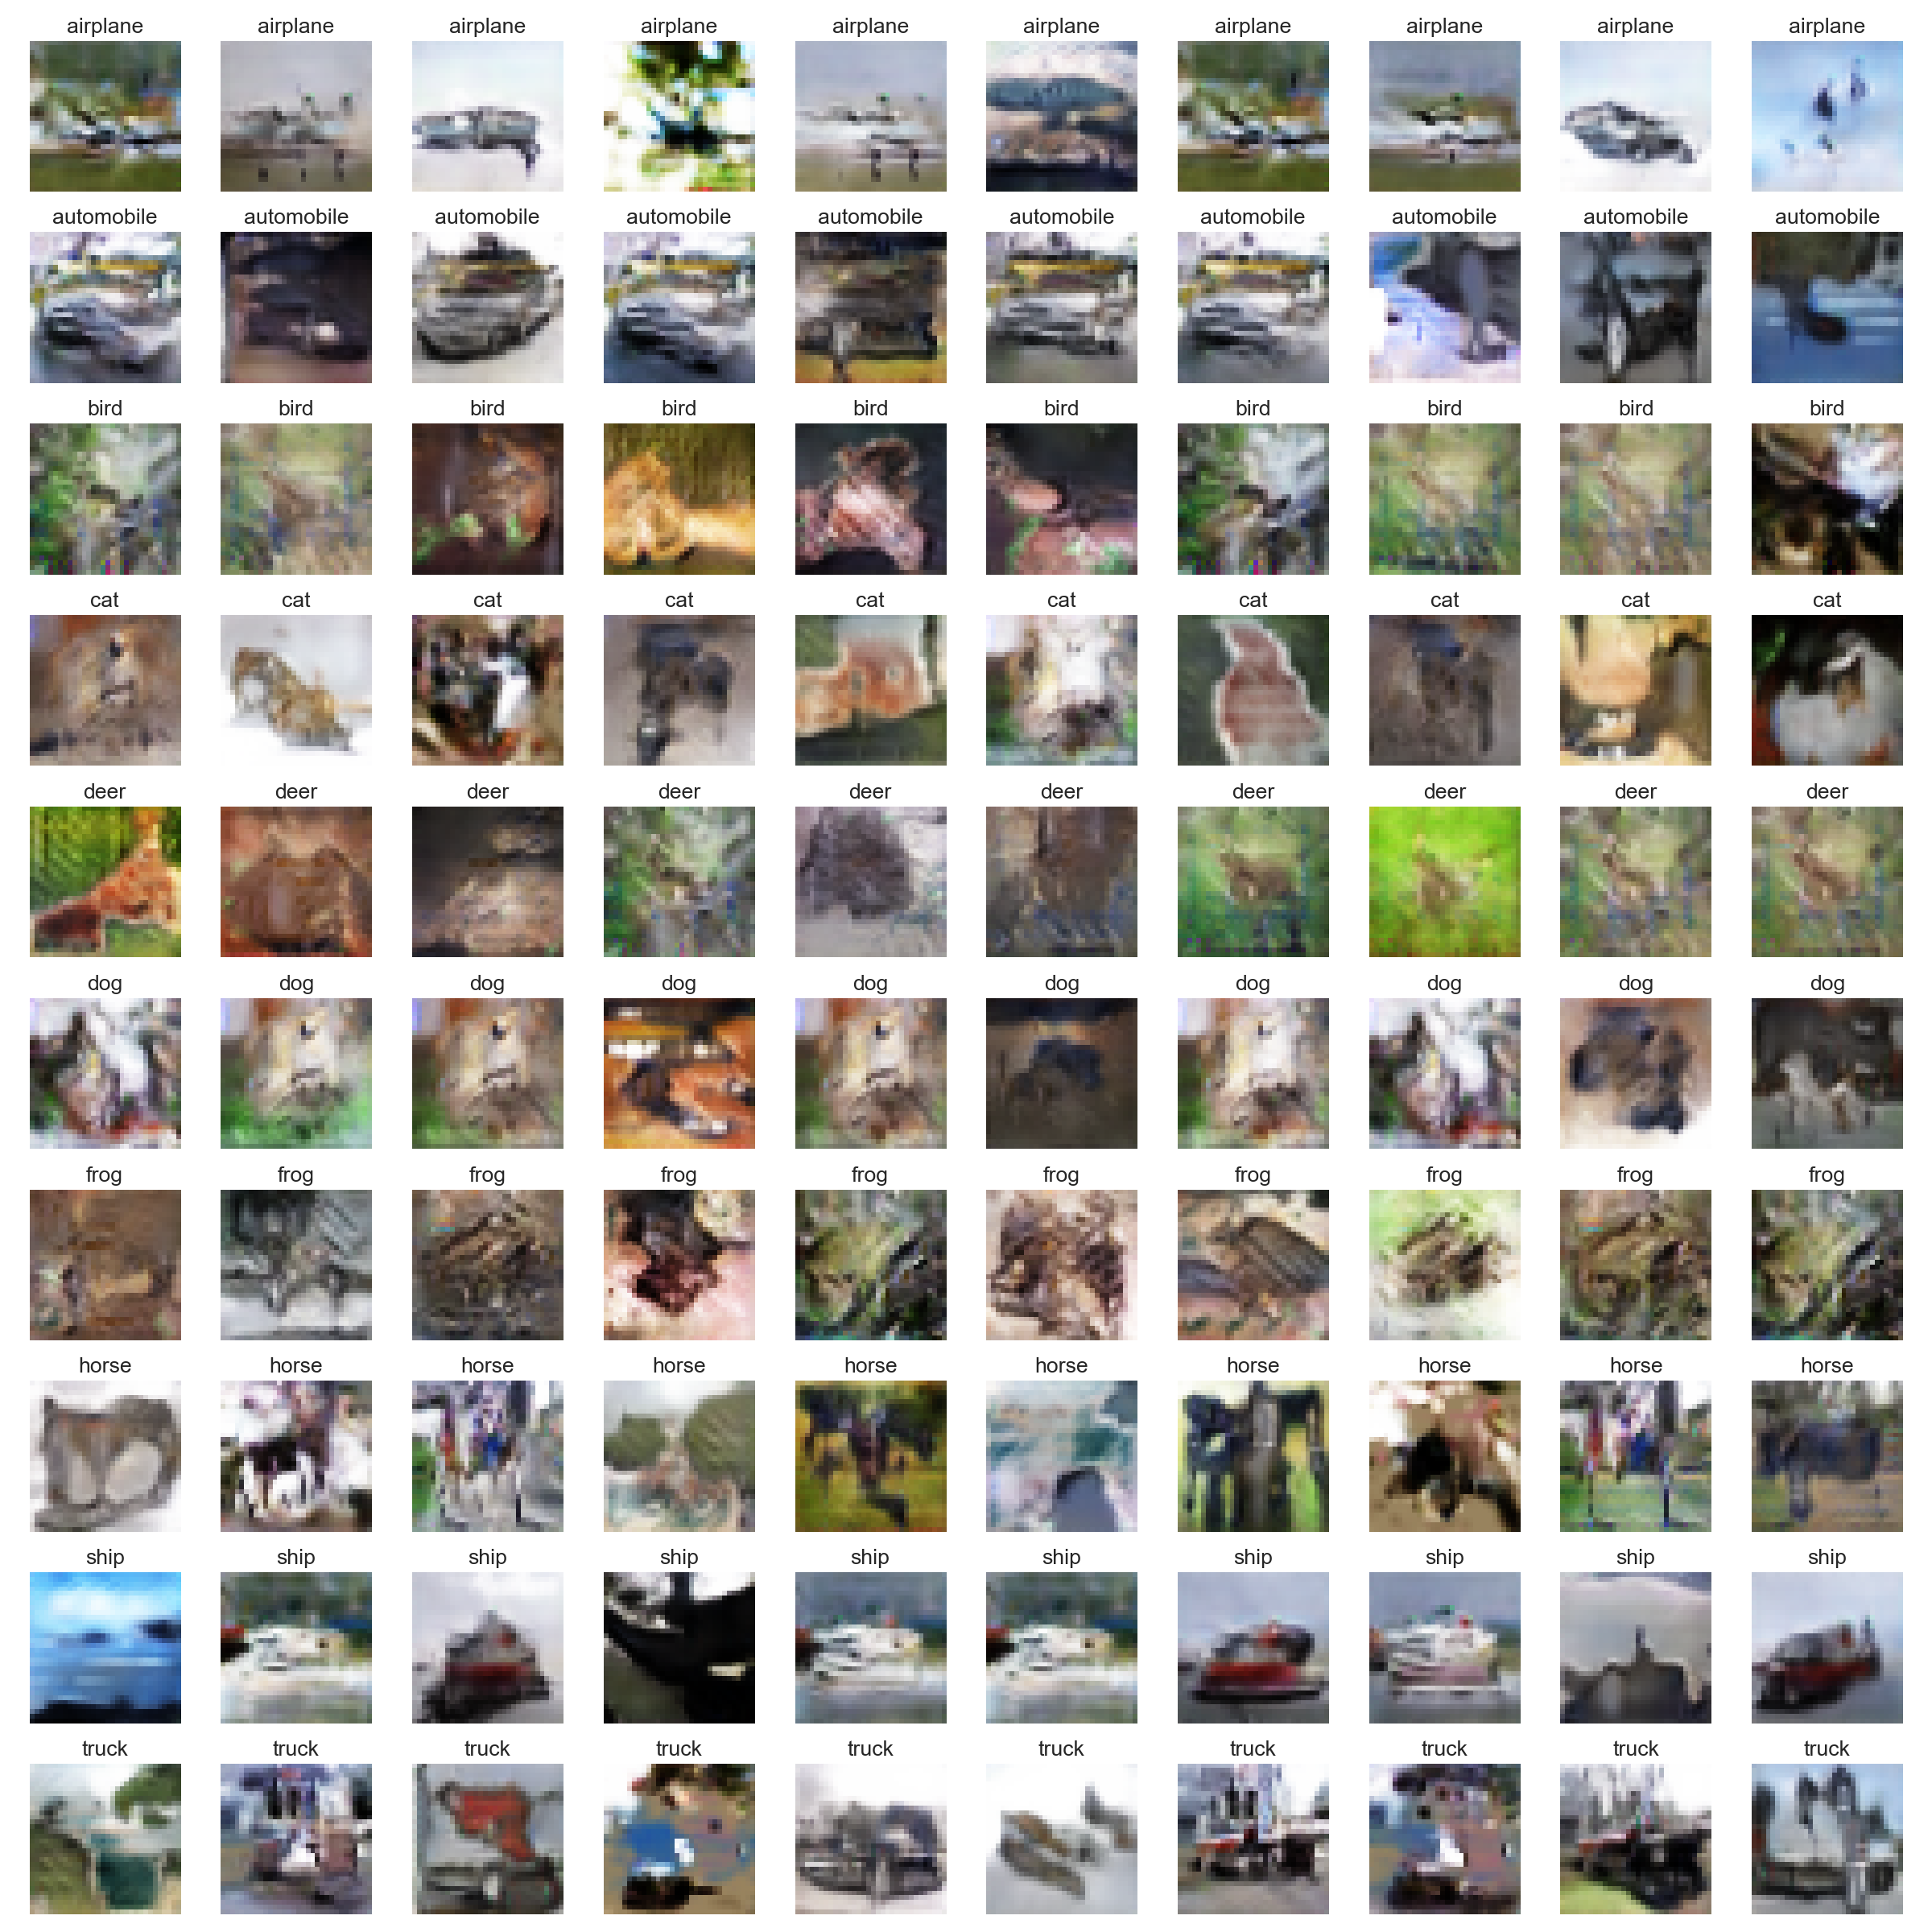 airplane airplane airplane airplane airplane airplane airplane airplane airplane airplane
automobile automobile automobile automobile automobile automobile automobile automobile automobile automobile
bird bird bird bird bird bird bird bird bird bird
cat cat cat cat cat cat cat cat cat cat
deer deer deer deer deer deer deer deer deer deer
dog dog dog dog dog dog dog dog dog dog
frog frog frog frog frog frog frog frog frog frog
horse horse horse horse horse horse horse horse horse horse
ship ship ship ship ship ship ship ship ship ship
truck truck truck truck truck truck truck truck truck truck